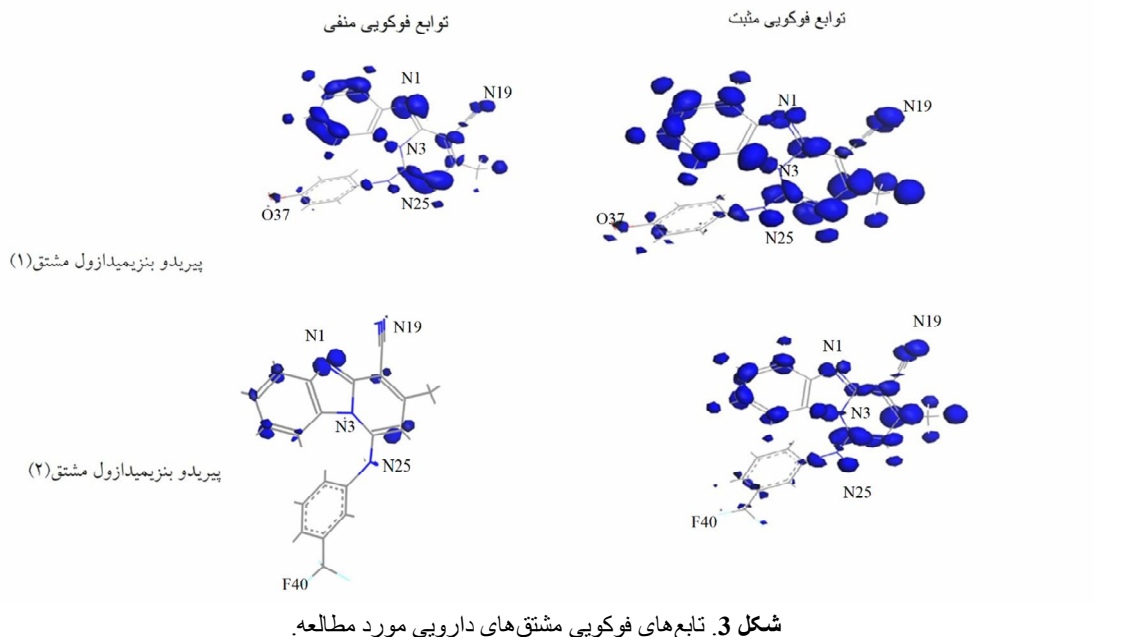 توابع فوکویی مثبت
توابع فوکویی منفی
N1
N19
N3
N25
O37
N1
N19
N3
N25
O37
پیریدو بنزیمیدازول مشتق(۱)
N1
N19
N3
N25
F40
N1
N19
N3
N25
F40
پیریدو بنزیمیدازول مشتق(۲)
شکل 3. تابع‌های فوکویی مشتق‌های دارویی مورد مطالعه.